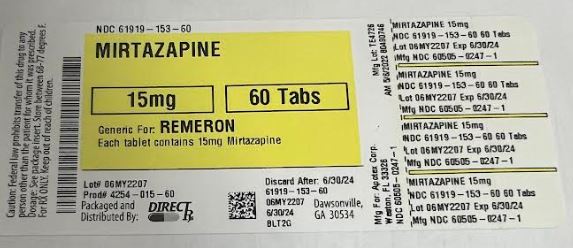 NDC 61919-153-60
MIRTAZAPINE
15mg
60 Tabs
Generic For: REMERON
Each tablet contains 15mg Mirtazapine
Caution: Federal law prohibits transfer of this drug to any
person other than the patient for whom it was prescribed.
Dosage: See package insert. Store between 66-77 degrees F.
For RX ONLY. Keep out of reach of children.
Lot# 06MY2207
Prod# 4254-015-60
Packaged and
Distributed By:
DIRECT Rx
Discard After: 6/30/24
61919-153-60
06MY2207
6/30/24
BLT2G
Dawsonville,
GA 30534
Mfg Lot: TE4726
AM 5/6/2022
Mfg For: Apotex Corp.
Weston, FL 33326
NDC 60505-0247-1
MIRTAZAPINE 15mg
NDC 61919-153-60 60 Tabs
Lot 06MY2207 Exp 6/30/24
Mfg NDC 60505-0247-1
MIRTAZAPINE 15mg
NDC 61919-153-60 60 Tabs
Lot 06MY2207 Exp 6/30/24
Mfg NDC 60505-0247-1
MIRTAZAPINE 15mg
NDC 61919-153-60 60 Tabs
Lot 06MY2207 Exp 6/30/24
Mfg NDC 60505-0247-1
MIRTAZAPINE 15mg
NDC 61919-153-60 60 Tabs
Lot 06MY2207 Exp 6/30/24
Mfg NDC 60505-0247-1